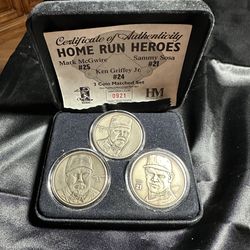 Certificate of Authenticity
HOME RUN HEROES
Mark McGwire Sammy Sosa
#25 #21
Ken Griffey Jr.
#24
3 Coin Matched Set
0921
HM